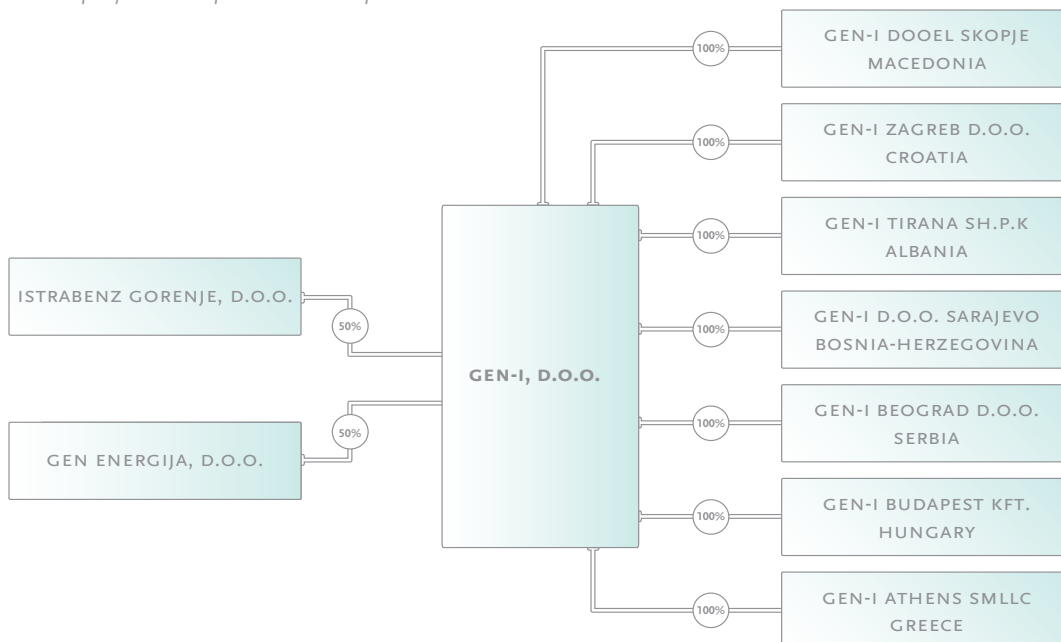 ISTRABENZ GORENJE, D.O.O.
50%
GEN ENERGIJA, D.O.O.
50%
GEN-I, D.O.O.
100%
GEN-I DOOEL SKOPJE
MACEDONIA
100%
GEN-I ZAGREB D.O.O.
CROATIA
100%
GEN-I TIRANA SH.P.K
ALBANIA
100%
GEN-I D.O.O. SARAJEVO
BOSNIA-HERZEGOVINA
100%
GEN-I BEOGRAD D.O.O.
SERBIA
100%
GEN-I BUDAPEST KFT.
HUNGARY
100%
GEN-I ATHENS SMLLC
GREECE